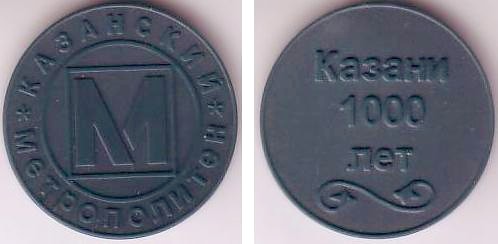 КАЗАНСКИЙ
М
* Метрополитен *
Казани
1000
лет